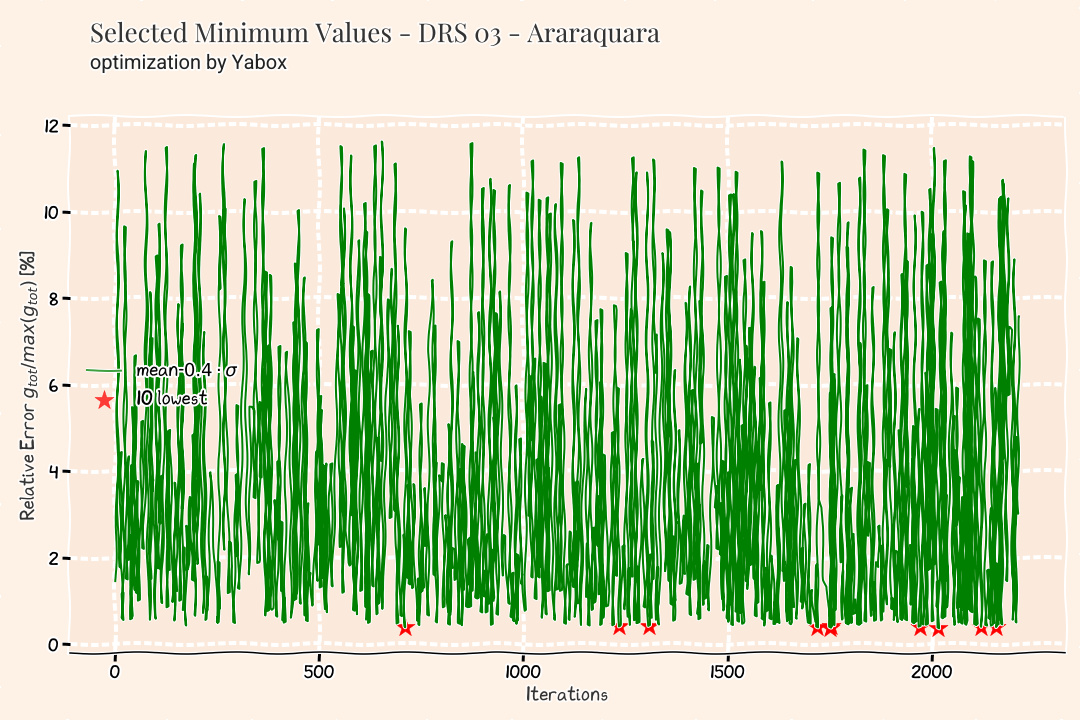 Selected Minimum Values - DRS 03 - Araraquara
optimization by Yabox
Relative Error g_tot/max(g_tot) [%]
12
10
8
6
4
2
0
mean-0.4 · σ
10 lowest
0 500 1000 1500 2000
Iterations